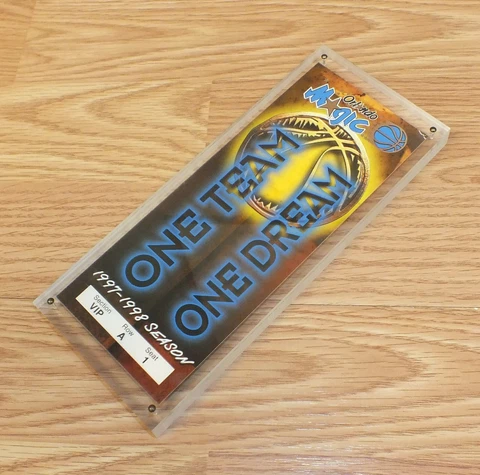 Orlando
Magic
ONE TEAM
ONE DREAM
1997-1998 SEASON
Section Row Seat
VIP A 1